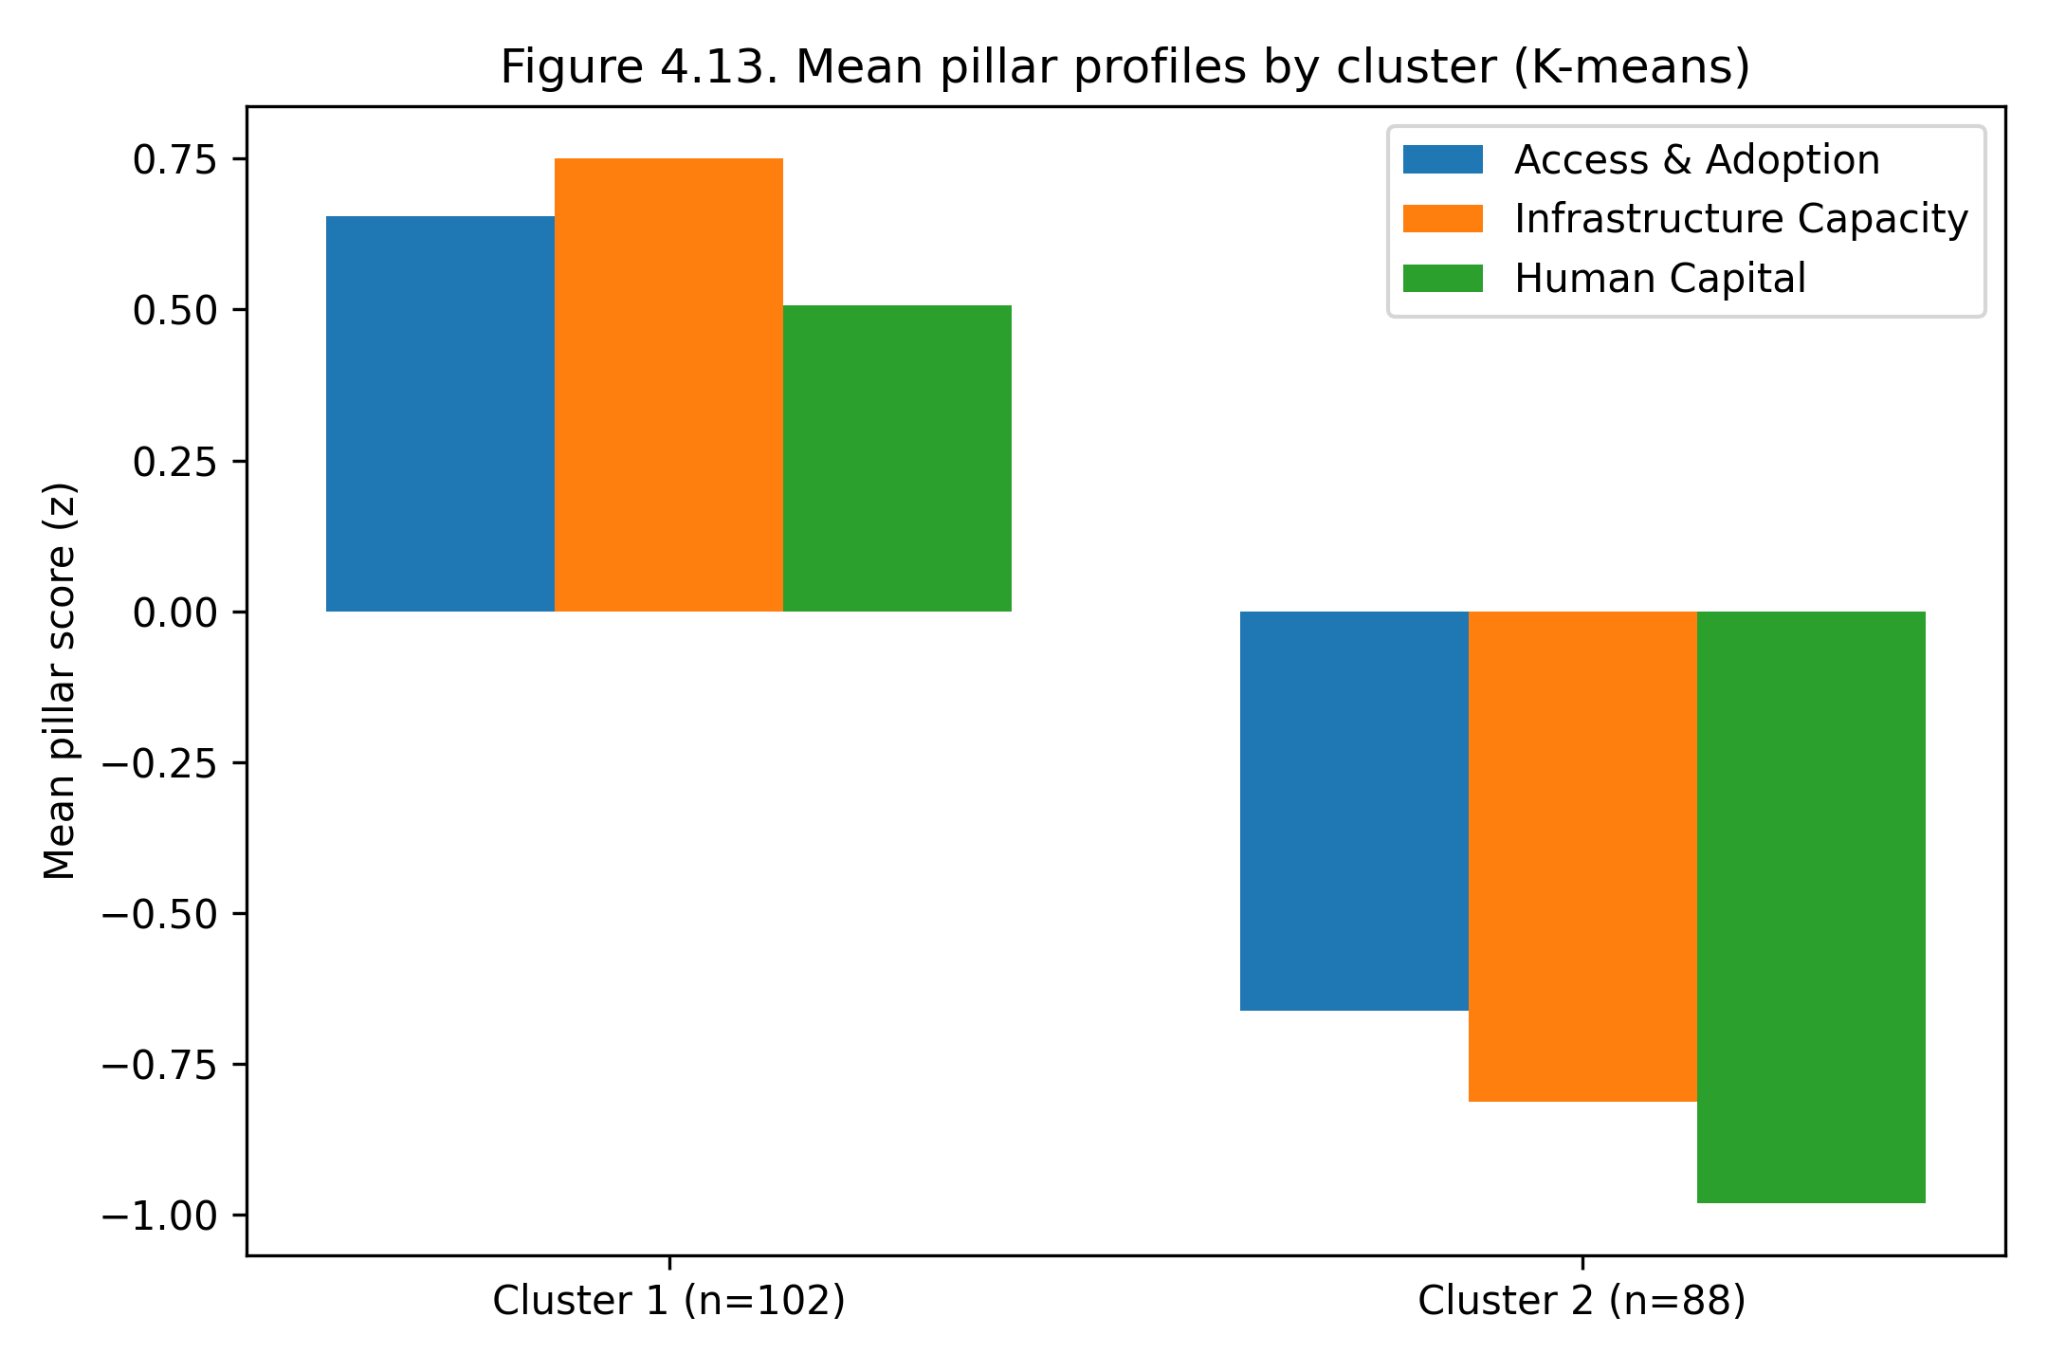 Figure 4.13. Mean pillar profiles by cluster (K-means)
Access & Adoption
Infrastructure Capacity
Human Capital
Mean pillar score (z)
0.75
0.50
0.25
0.00
−0.25
−0.50
−0.75
−1.00
Cluster 1 (n=102)
Cluster 2 (n=88)